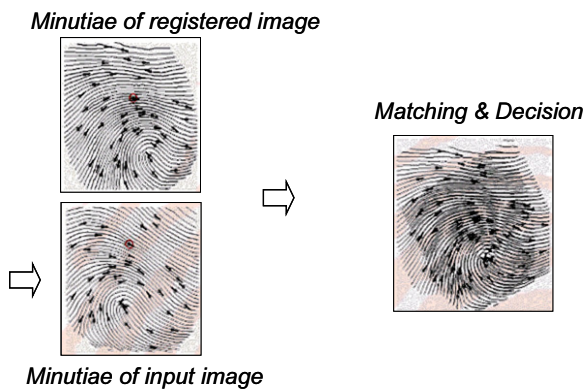 Minutiae of registered image
Matching & Decision
Minutiae of input image